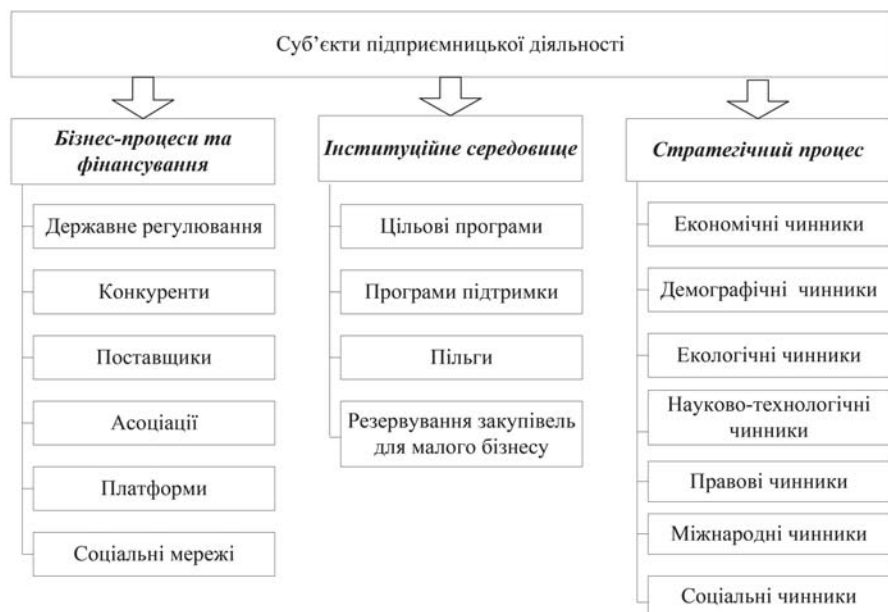 Суб’єкти підприємницької діяльності
Бізнес-процеси та
фінансування
Державне регулювання
Конкуренти
Поставщики
Асоціації
Платформи
Соціальні мережі
Інституційне середовище
Цільові програми
Програми підтримки
Пільги
Резервування закупівель
для малого бізнесу
Стратегічний процес
Економічні чинники
Демографічні чинники
Екологічні чинники
Науково-технологічні
чинники
Правові чинники
Міжнародні чинники
Соціальні чинники